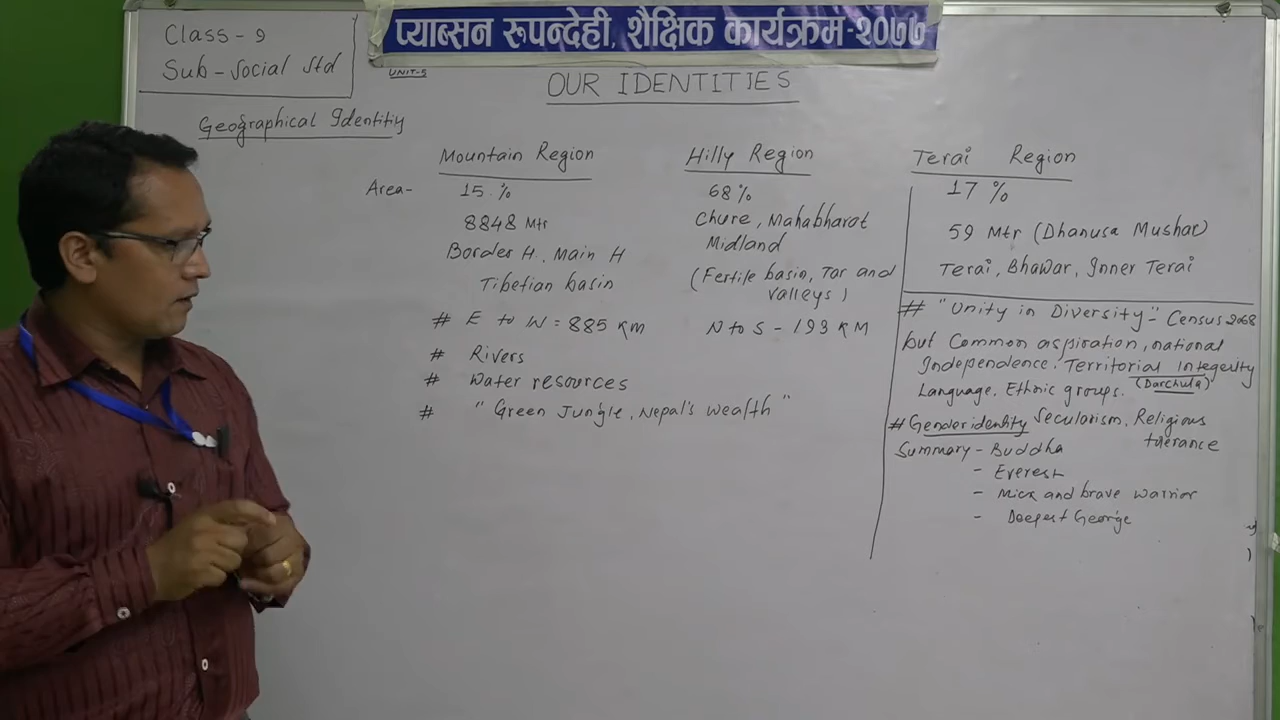 प्याब्सन रुपन्देही, शैक्षिक कार्यक्रम-२०७७
Class - 9
Sub - Social Std
UNIT-5
OUR IDENTITIES
Geographical Identity
Mountain Region
Area- 15 %
8848 Mtr
Border H, Main H
Tibetian basin
# E to W = 885 KM
# Rivers
# Water resources
# "Green Jungle, Nepal's wealth"
Hilly Region
68%
Chure, Mahabharat
Midland
(Fertile basin, Tar and
valleys)
N to S - 193 KM
Terai Region
17 %
59 Mtr (Dhanusa Mushar)
Terai, Bhawar, Inner Terai
# "Unity in Diversity" - Census 2068
but Common aspiration, national
Independence. Territorial Integerity
Language, Ethnic groups. (Darchula)
# Gender identity Secularism, Religious
tolerance
Summary - Buddha
- Everest
- Mick and brave warrior
- Deepest George